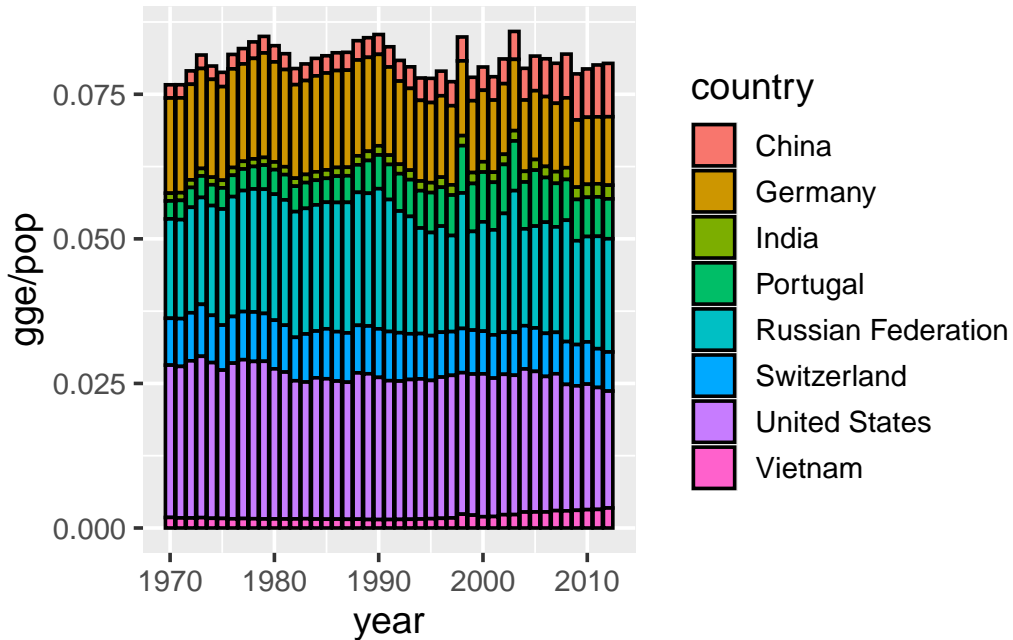 gge/pop
0.075
0.050
0.025
0.000
1970 1980 1990 2000 2010
year
country
China
Germany
India
Portugal
Russian Federation
Switzerland
United States
Vietnam